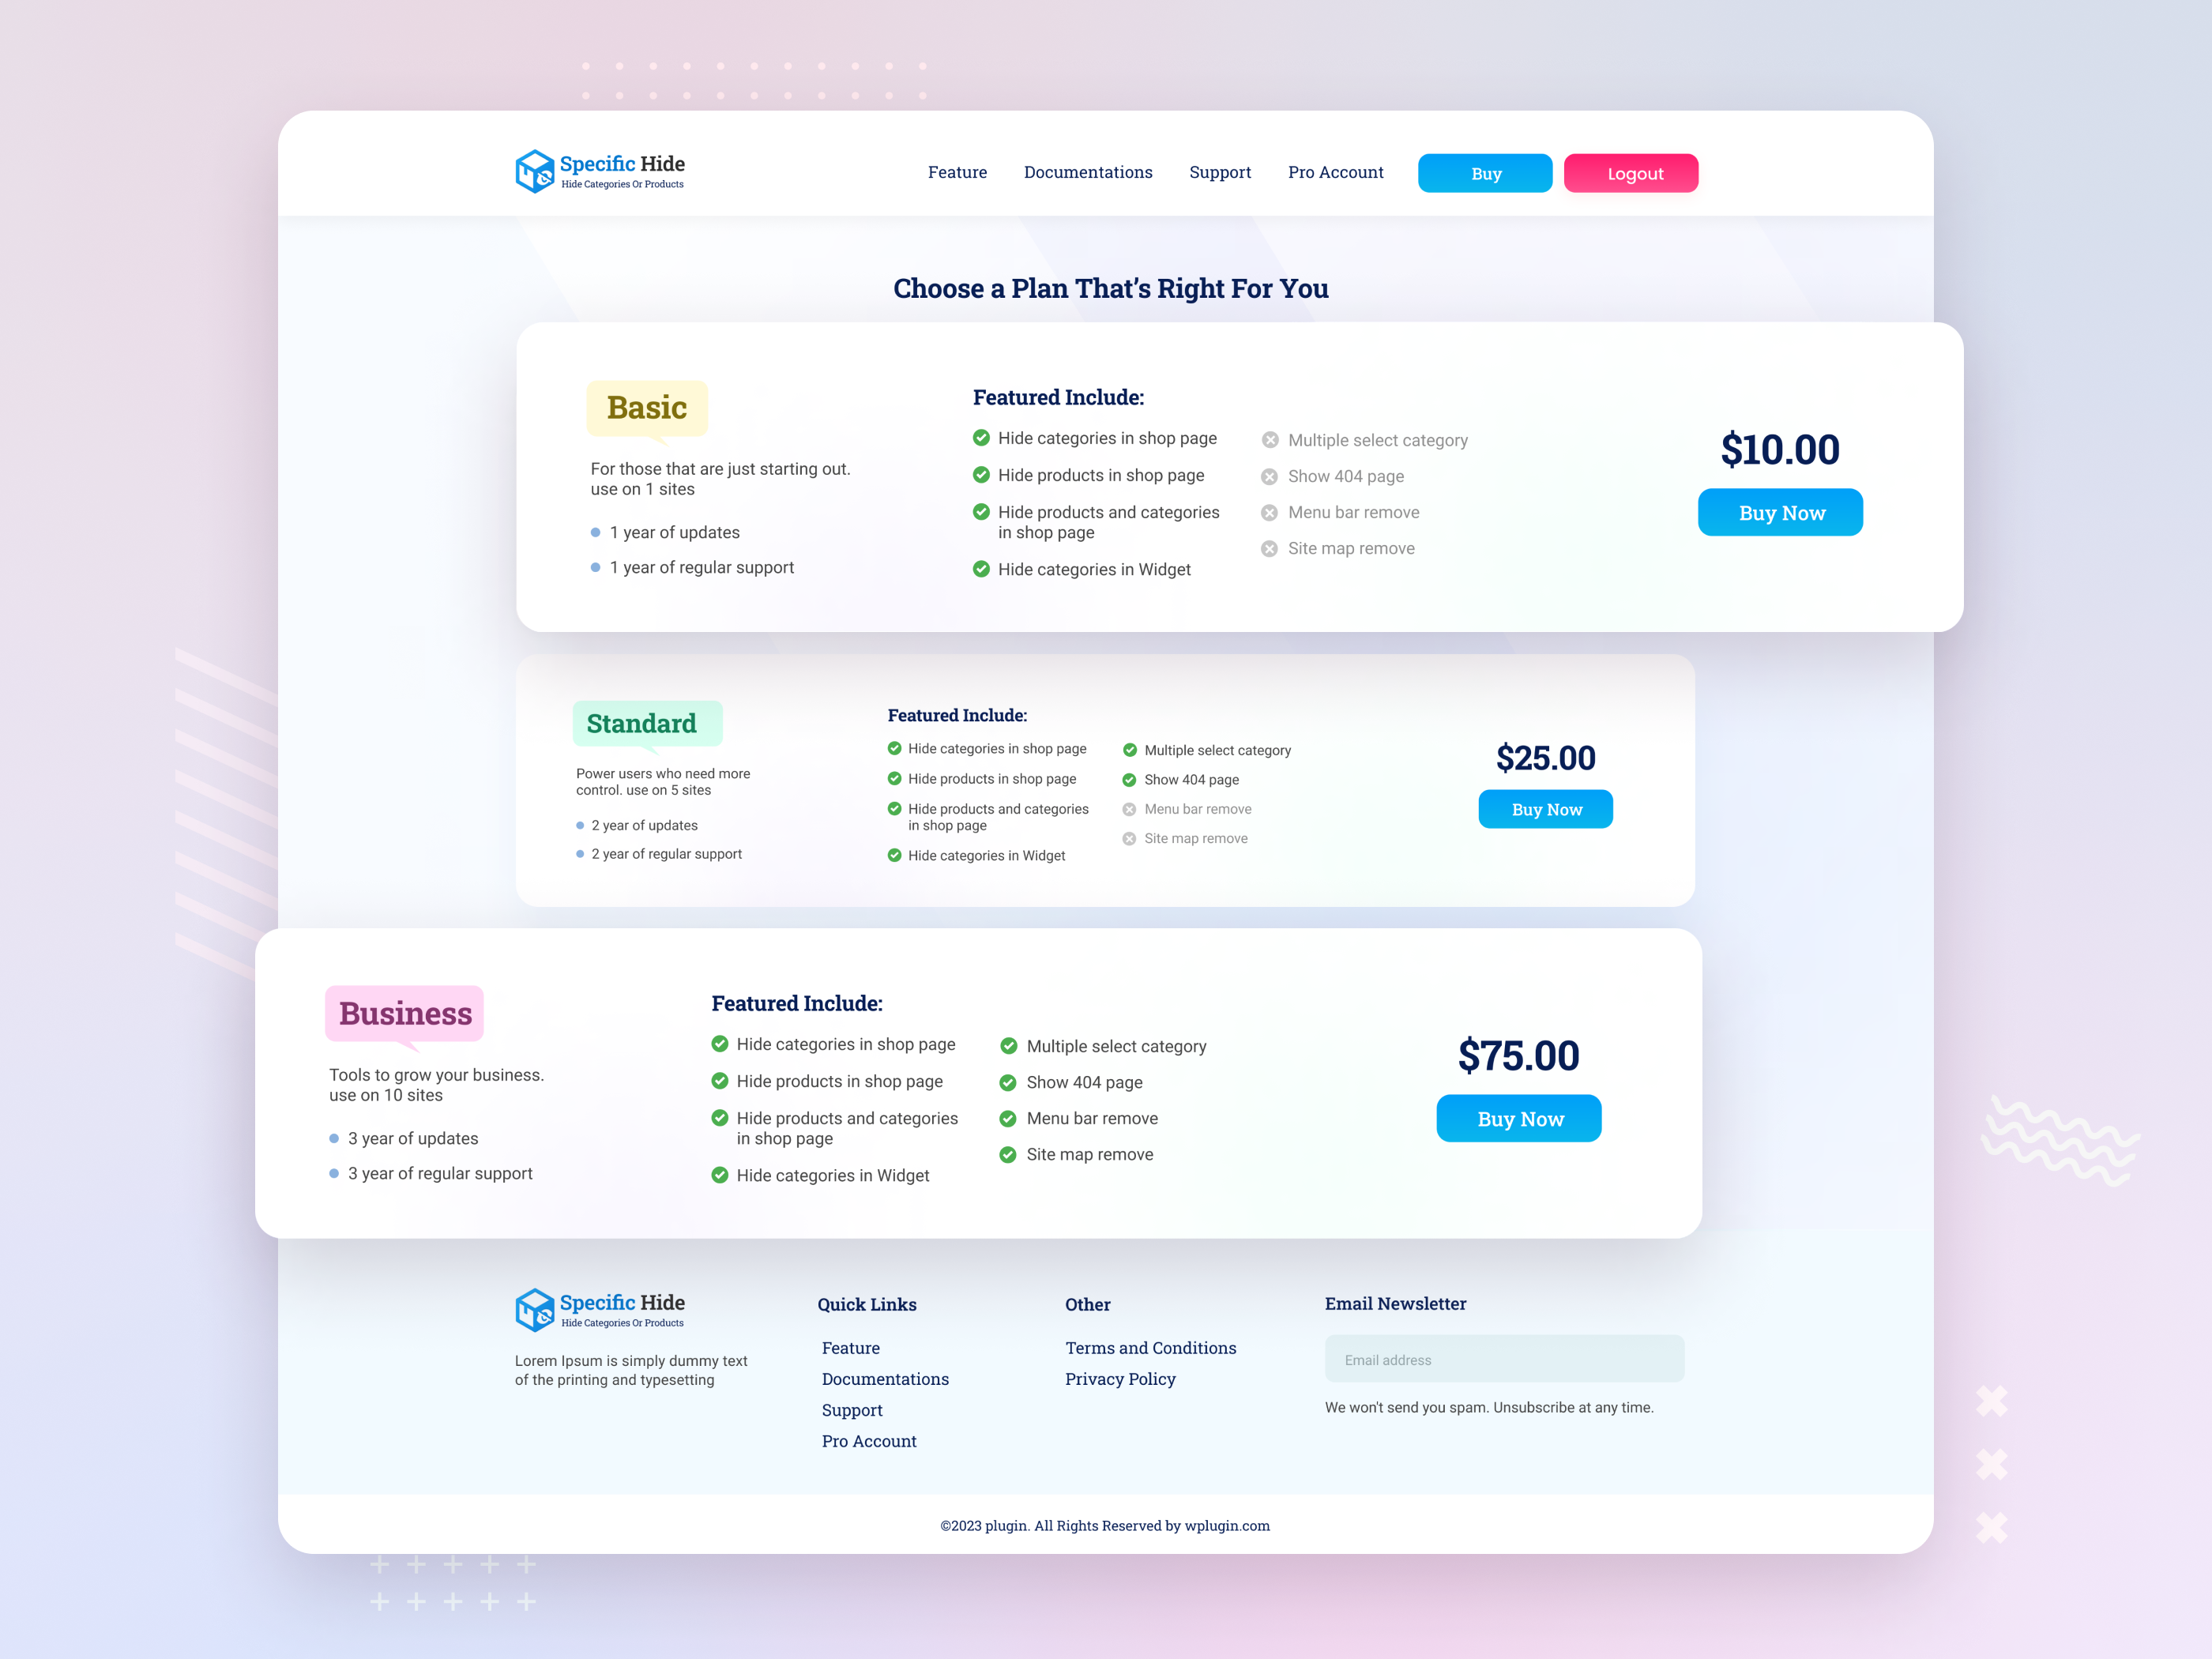 Specific Hide
Hide Categories Or Products
Feature
Documentations
Support
Pro Account
Buy
Logout
Choose a Plan That’s Right For You
Basic
For those that are just starting out.
use on 1 sites
1 year of updates
1 year of regular support
Featured Include:
Hide categories in shop page
Hide products in shop page
Hide products and categories
in shop page
Hide categories in Widget
Multiple select category
Show 404 page
Menu bar remove
Site map remove
$10.00
Buy Now
Standard
Power users who need more
control. use on 5 sites
2 year of updates
2 year of regular support
Featured Include:
Hide categories in shop page
Hide products in shop page
Hide products and categories
in shop page
Hide categories in Widget
Multiple select category
Show 404 page
Menu bar remove
Site map remove
$25.00
Buy Now
Business
Tools to grow your business.
use on 10 sites
3 year of updates
3 year of regular support
Featured Include:
Hide categories in shop page
Hide products in shop page
Hide products and categories
in shop page
Hide categories in Widget
Multiple select category
Show 404 page
Menu bar remove
Site map remove
$75.00
Buy Now
Specific Hide
Hide Categories Or Products
Lorem Ipsum is simply dummy text
of the printing and typesetting
Quick Links
Feature
Documentations
Support
Pro Account
Other
Terms and Conditions
Privacy Policy
Email Newsletter
Email address
We won't send you spam. Unsubscribe at any time.
©2023 plugin. All Rights Reserved by wplugin.com